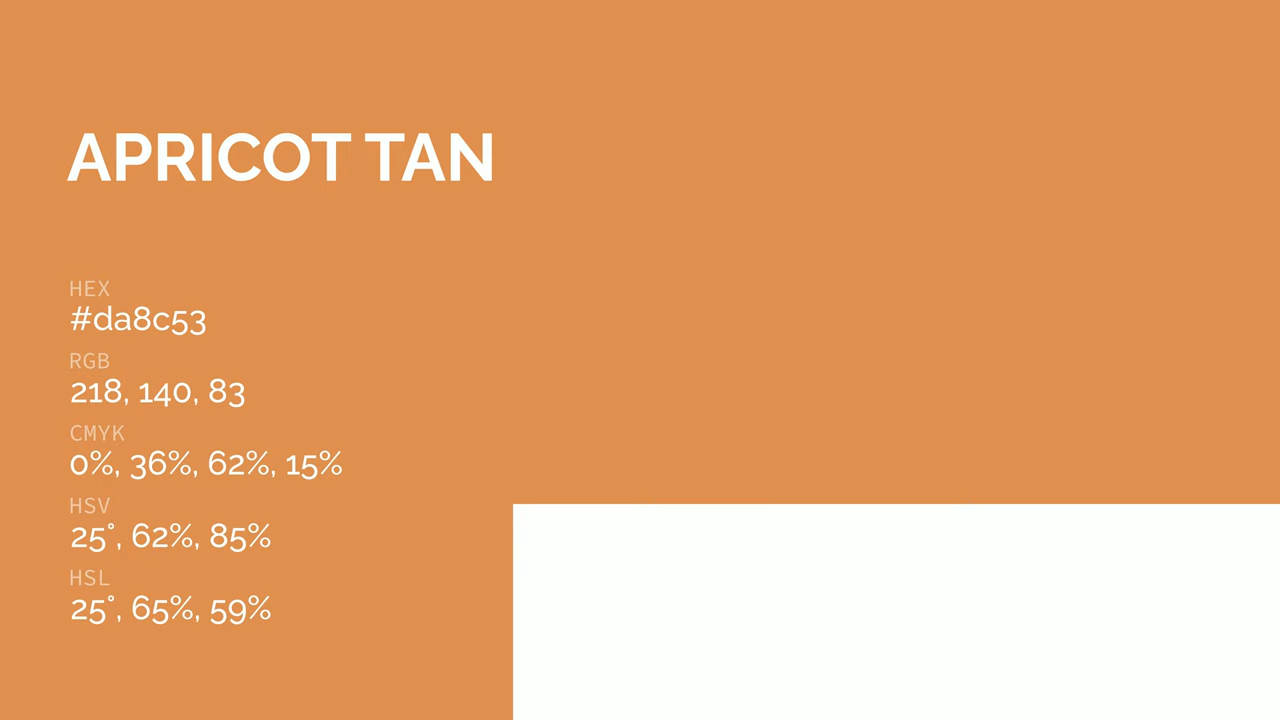 APRICOT TAN
HEX
#da8c53
RGB
218, 140, 83
CMYK
0%, 36%, 62%, 15%
HSV
25°, 62%, 85%
HSL
25°, 65%, 59%